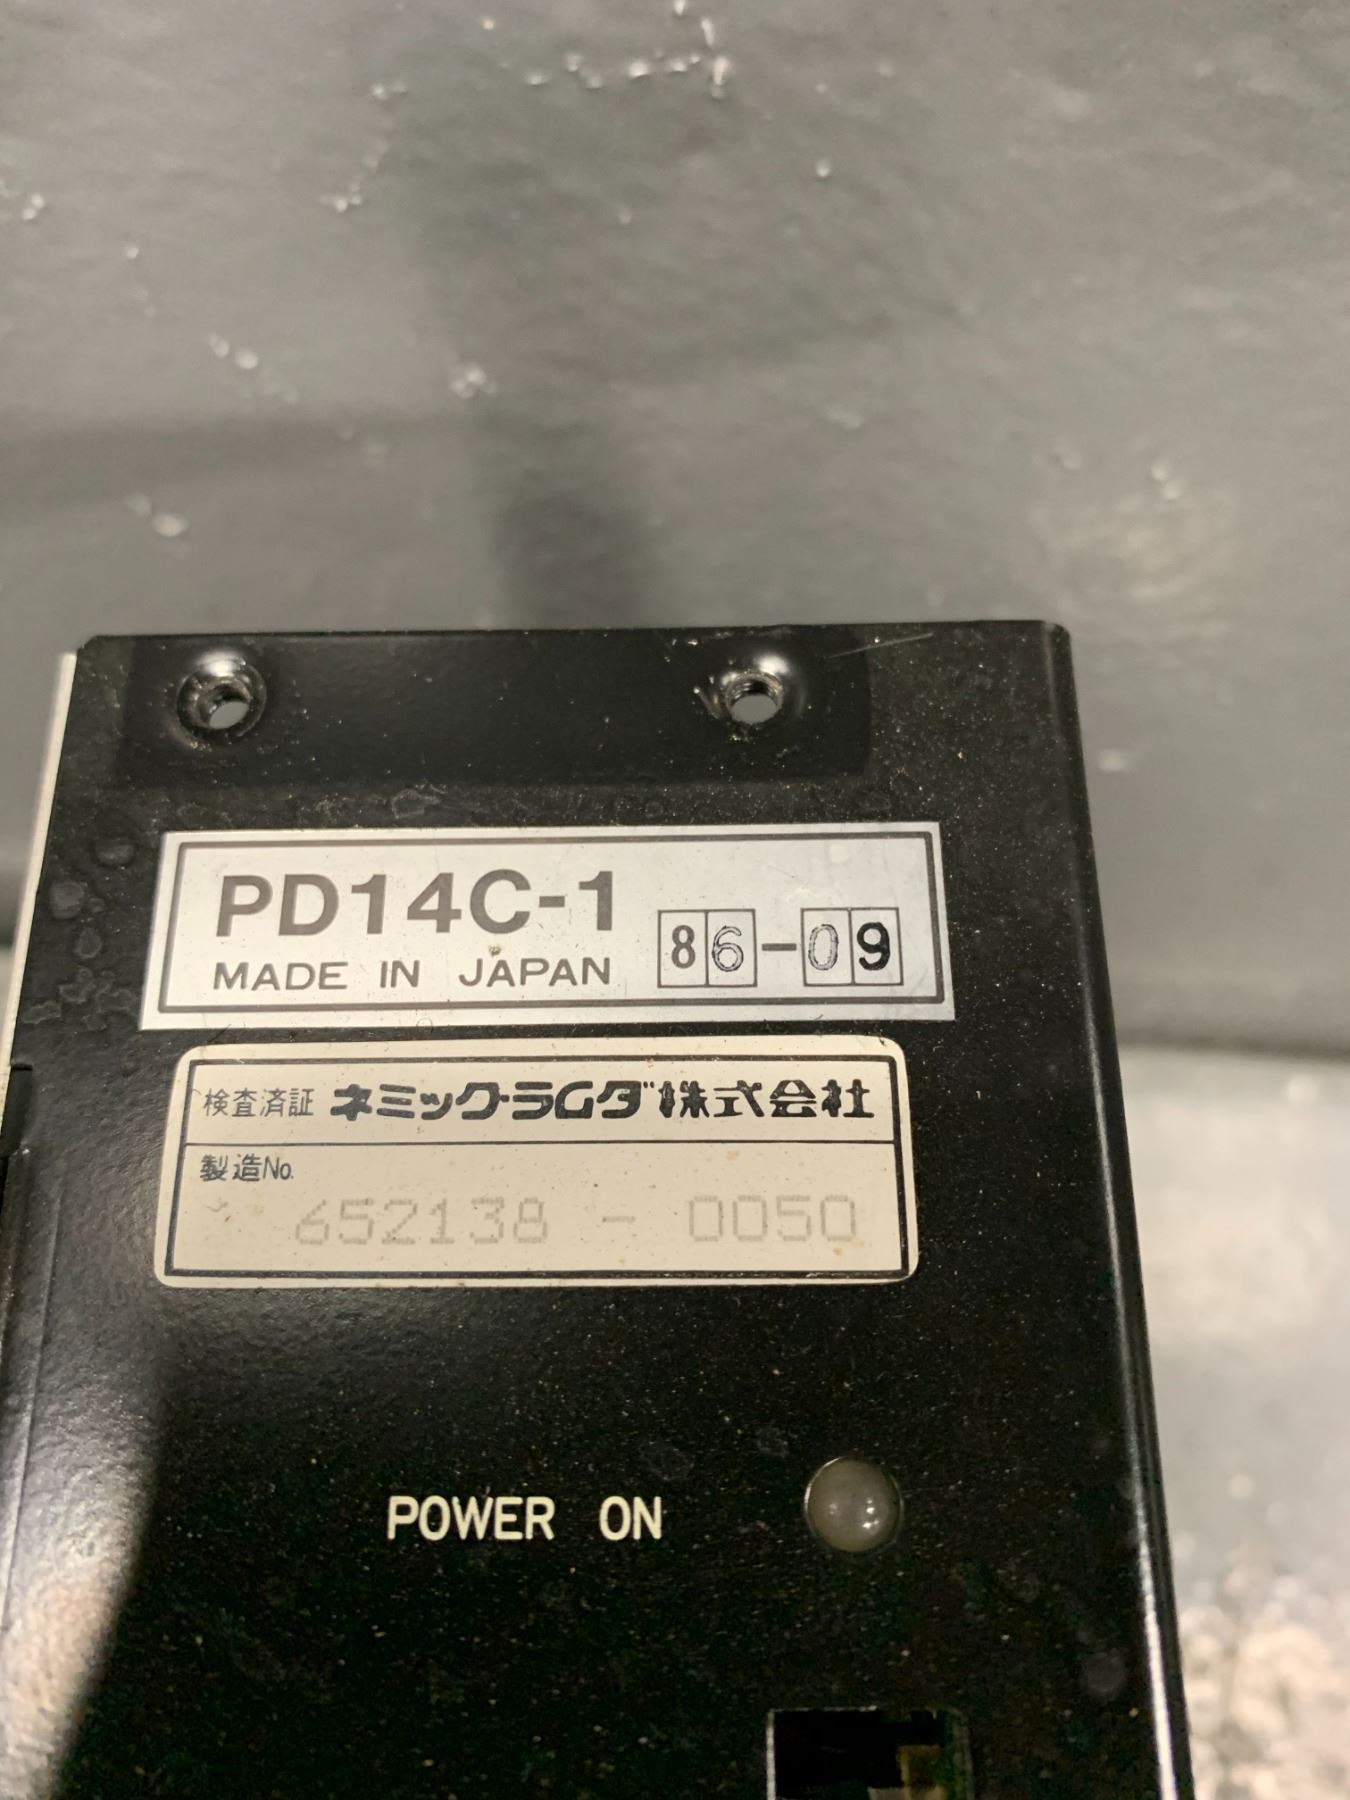 PD14C-1
MADE IN JAPAN 86-09
検査済証 ネミック・ラムダ株式会社
製造No.
652138 - 0050
POWER ON